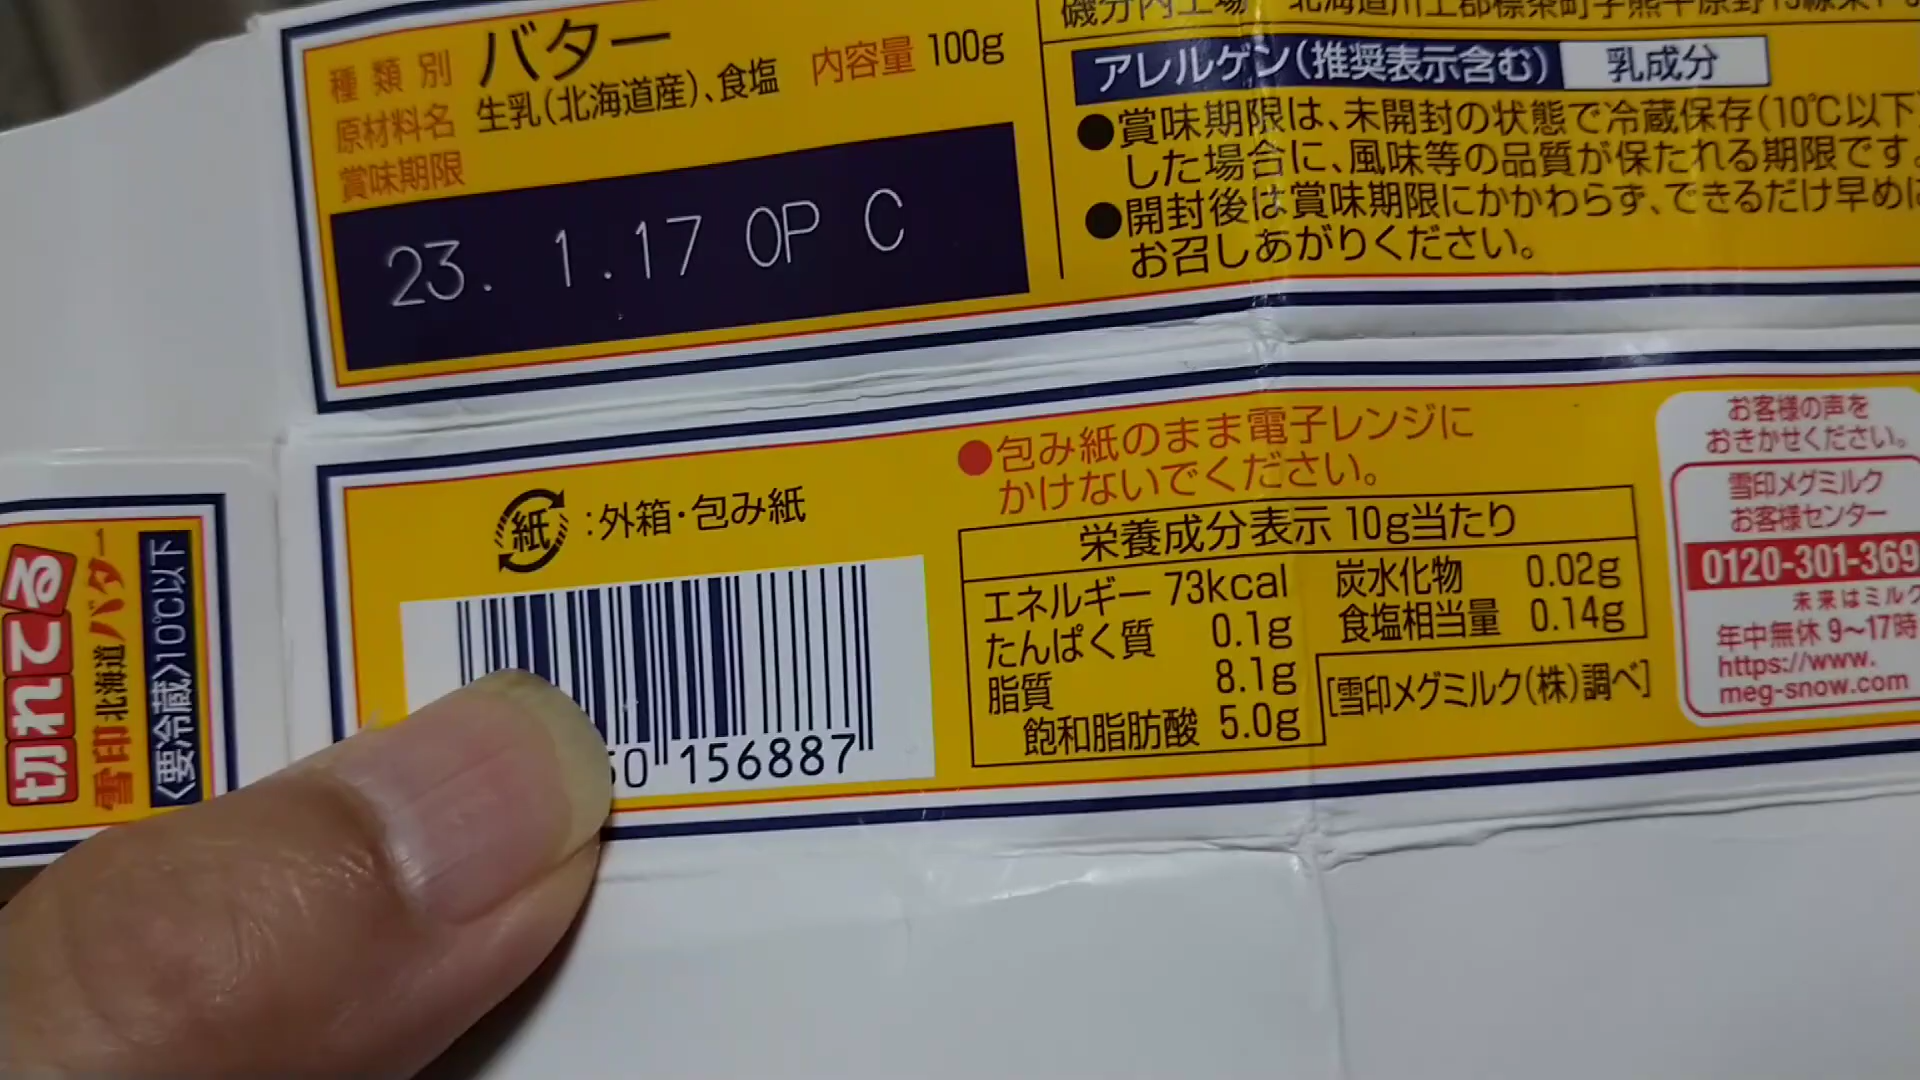 種類別 バター
原材料名 生乳(北海道産)、食塩 内容量 100g
賞味期限
23. 1.17 OP C
磯分内工場
アレルゲン(推奨表示含む) 乳成分
●賞味期限は、未開封の状態で冷蔵保存(10℃以下)
した場合に、風味等の品質が保たれる期限です。
●開封後は賞味期限にかかわらず、できるだけ早めに
お召しあがりください。
切れてる
雪印北海道バター
〈要冷蔵〉10℃以下
紙 :外箱・包み紙
50 156887
●包み紙のまま電子レンジに
かけないでください。
栄養成分表示 10g当たり
エネルギー 73kcal
たんぱく質 0.1g
脂質 8.1g
飽和脂肪酸 5.0g
炭水化物 0.02g
食塩相当量 0.14g
[雪印メグミルク(株)調べ]
お客様の声を
おきかせください。
雪印メグミルク
お客様センター
0120-301-369
未来はミルク
年中無休 9〜17時
https://www.
meg-snow.com